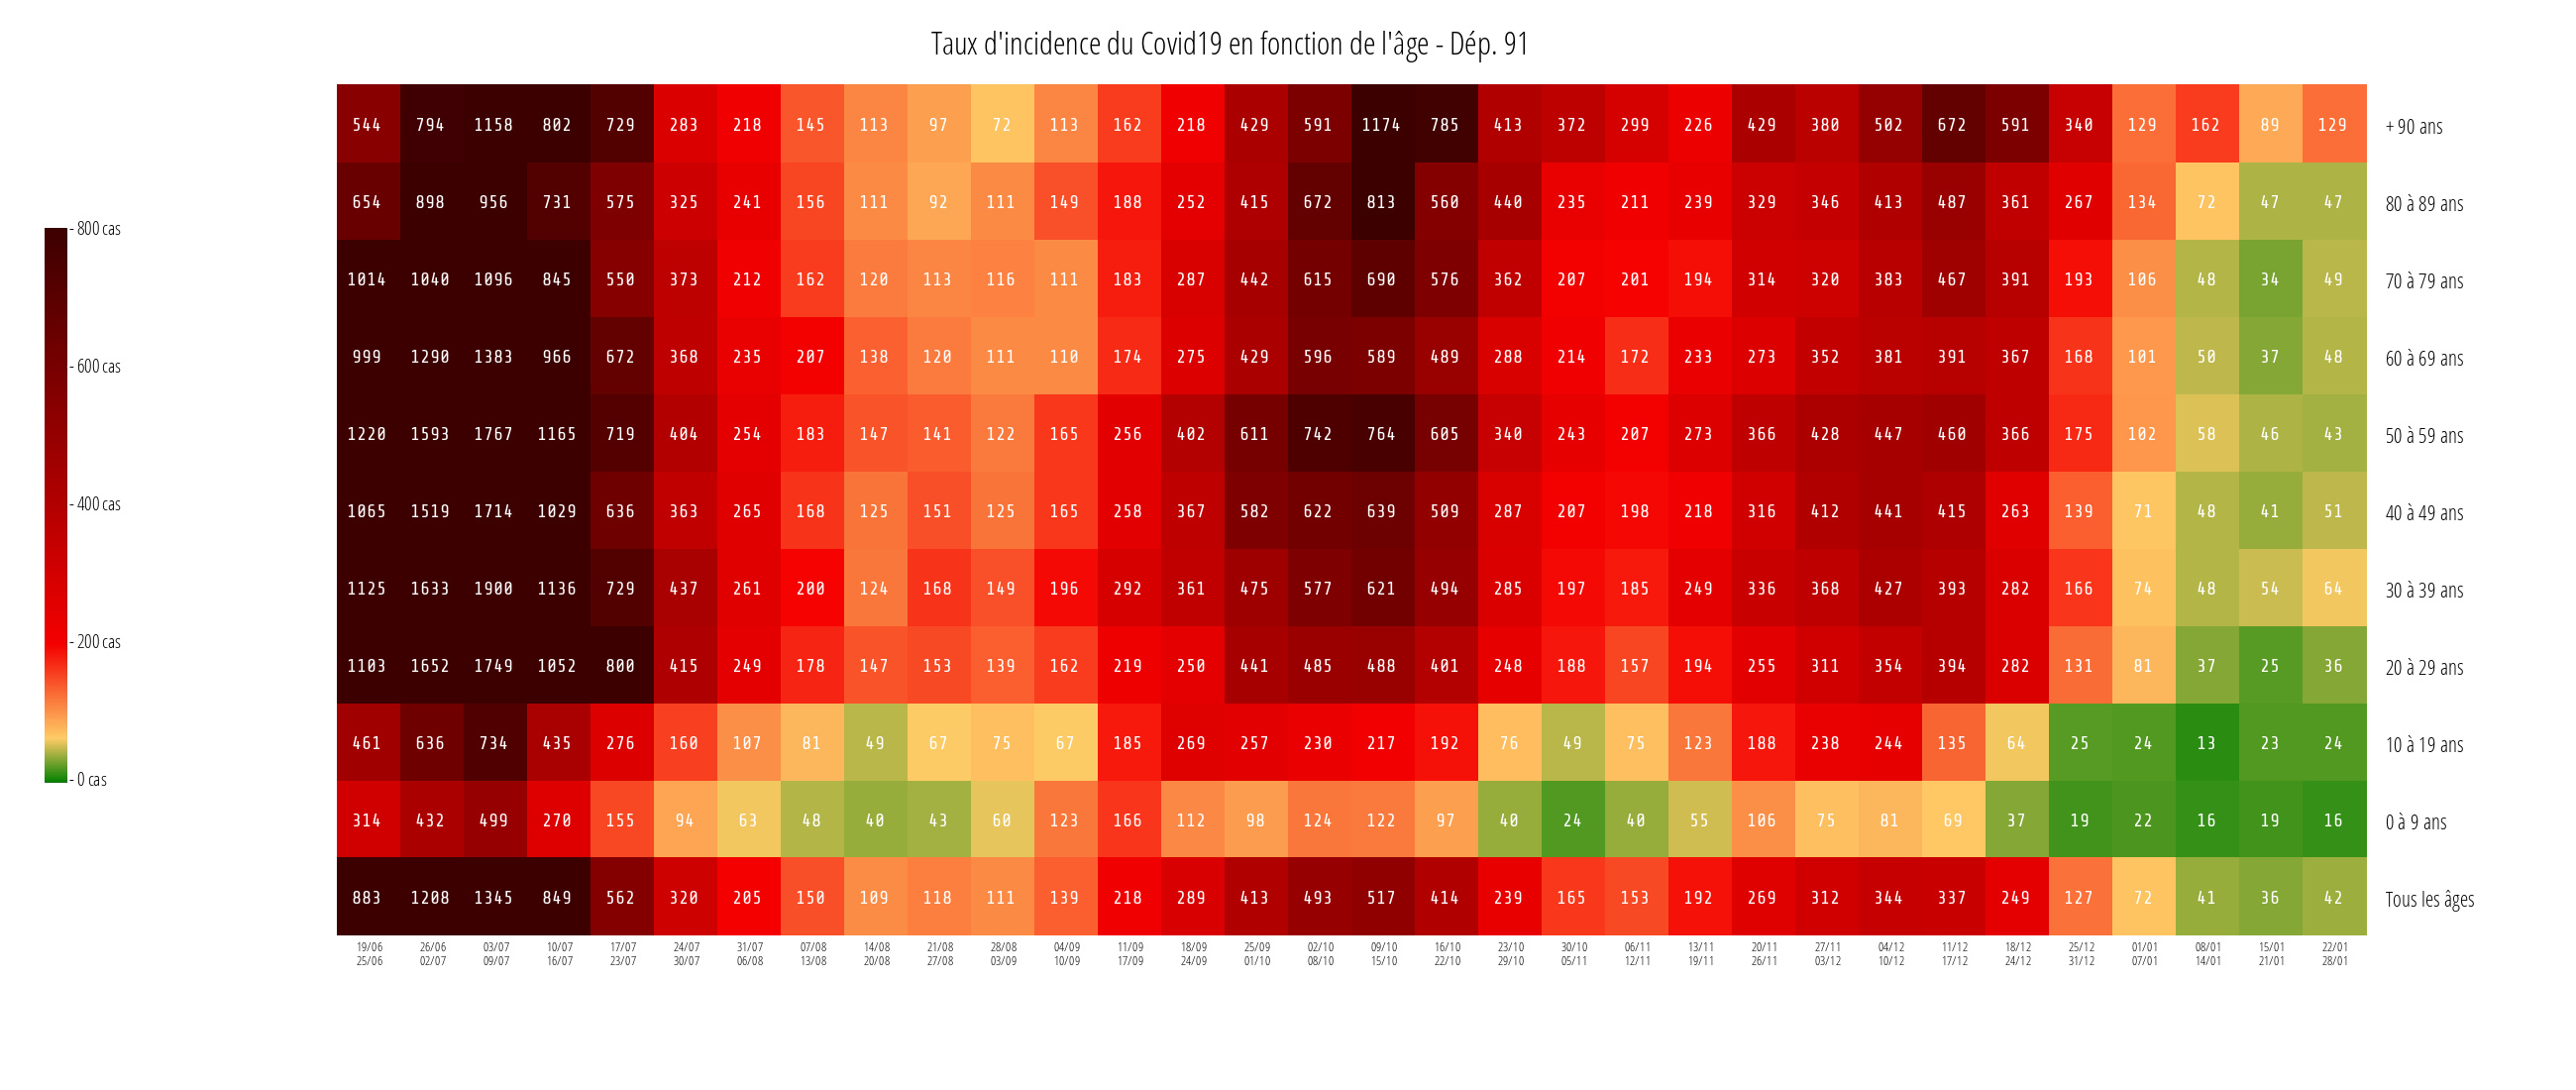 Taux d'incidence du Covid19 en fonction de l'âge - Dép. 91
544 794 1158 802 729 283 218 145 113 97 72 113 162 218 429 591 1174 785 413 372 299 226 429 380 502 672 591 340 129 162 89 129 + 90 ans
654 898 956 731 575 325 241 156 111 92 111 149 188 252 415 672 813 560 440 235 211 239 329 346 413 487 361 267 134 72 47 47 80 à 89 ans
- 800 cas
1014 1040 1096 845 550 373 212 162 120 113 116 111 183 287 442 615 690 576 362 207 201 194 314 320 383 467 391 193 106 48 34 49 70 à 79 ans
999 1290 1383 966 672 368 235 207 138 120 111 110 174 275 429 596 589 489 288 214 172 233 273 352 381 391 367 168 101 50 37 48 60 à 69 ans
- 600 cas
1220 1593 1767 1165 719 404 254 183 147 141 122 165 256 402 611 742 764 605 340 243 207 273 366 428 447 460 366 175 102 58 46 43 50 à 59 ans
- 400 cas
1065 1519 1714 1029 636 363 265 168 125 151 125 165 258 367 582 622 639 509 287 207 198 218 316 412 441 415 263 139 71 48 41 51 40 à 49 ans
1125 1633 1900 1136 729 437 261 200 124 168 149 196 292 361 475 577 621 494 285 197 185 249 336 368 427 393 282 166 74 48 54 64 30 à 39 ans
- 200 cas
1103 1652 1749 1052 800 415 249 178 147 153 139 162 219 250 441 485 488 401 248 188 157 194 255 311 354 394 282 131 81 37 25 36 20 à 29 ans
461 636 734 435 276 160 107 81 49 67 75 67 185 269 257 230 217 192 76 49 75 123 188 238 244 135 64 25 24 13 23 24 10 à 19 ans
- 0 cas
314 432 499 270 155 94 63 48 40 43 60 123 166 112 98 124 122 97 40 24 40 55 106 75 81 69 37 19 22 16 19 16 0 à 9 ans
883 1208 1345 849 562 320 205 150 109 118 111 139 218 289 413 493 517 414 239 165 153 192 269 312 344 337 249 127 72 41 36 42 Tous les âges
19/06 26/06 03/07 10/07 17/07 24/07 31/07 07/08 14/08 21/08 28/08 04/09 11/09 18/09 25/09 02/10 09/10 16/10 23/10 30/10 06/11 13/11 20/11 27/11 04/12 11/12 18/12 25/12 01/01 08/01 15/01 22/01
25/06 02/07 09/07 16/07 23/07 30/07 06/08 13/08 20/08 27/08 03/09 10/09 17/09 24/09 01/10 08/10 15/10 22/10 29/10 05/11 12/11 19/11 26/11 03/12 10/12 17/12 24/12 31/12 07/01 14/01 21/01 28/01